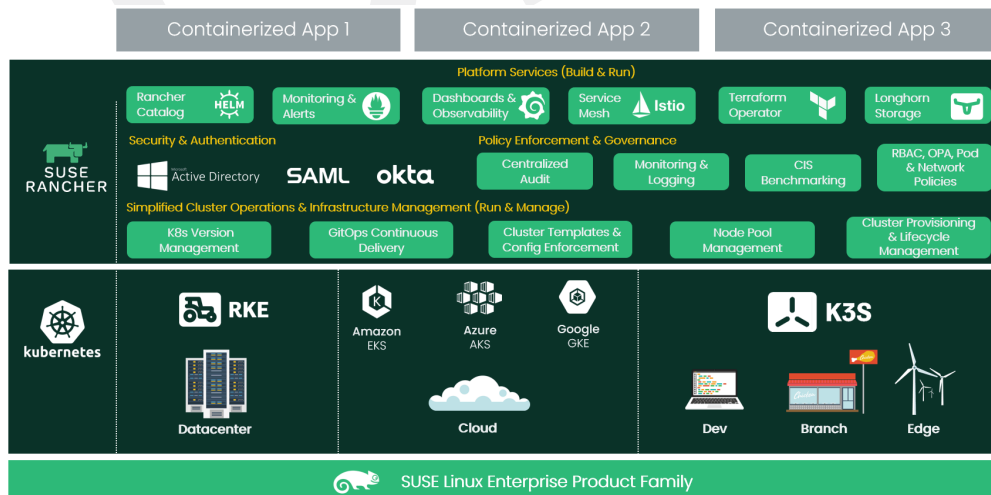 Containerized App 1
Containerized App 2
Containerized App 3
Platform Services (Build & Run)
Rancher
Catalog
HELM
Monitoring &
Alerts
Dashboards &
Observability
Service
Mesh
Istio
Terraform
Operator
Longhorn
Storage
SUSE
RANCHER
Security & Authentication
Microsoft
Active Directory
SAML
okta
Policy Enforcement & Governance
Centralized
Audit
Monitoring &
Logging
CIS
Benchmarking
RBAC, OPA, Pod
& Network
Policies
Simplified Cluster Operations & Infrastructure Management (Run & Manage)
K8s Version
Management
GitOps Continuous
Delivery
Cluster Templates &
Config Enforcement
Node Pool
Management
Cluster Provisioning
& Lifecycle
Management
kubernetes
RKE
Datacenter
Amazon
EKS
Azure
AKS
Google
GKE
Cloud
K3S
Dev
Branch
Edge
SUSE Linux Enterprise Product Family